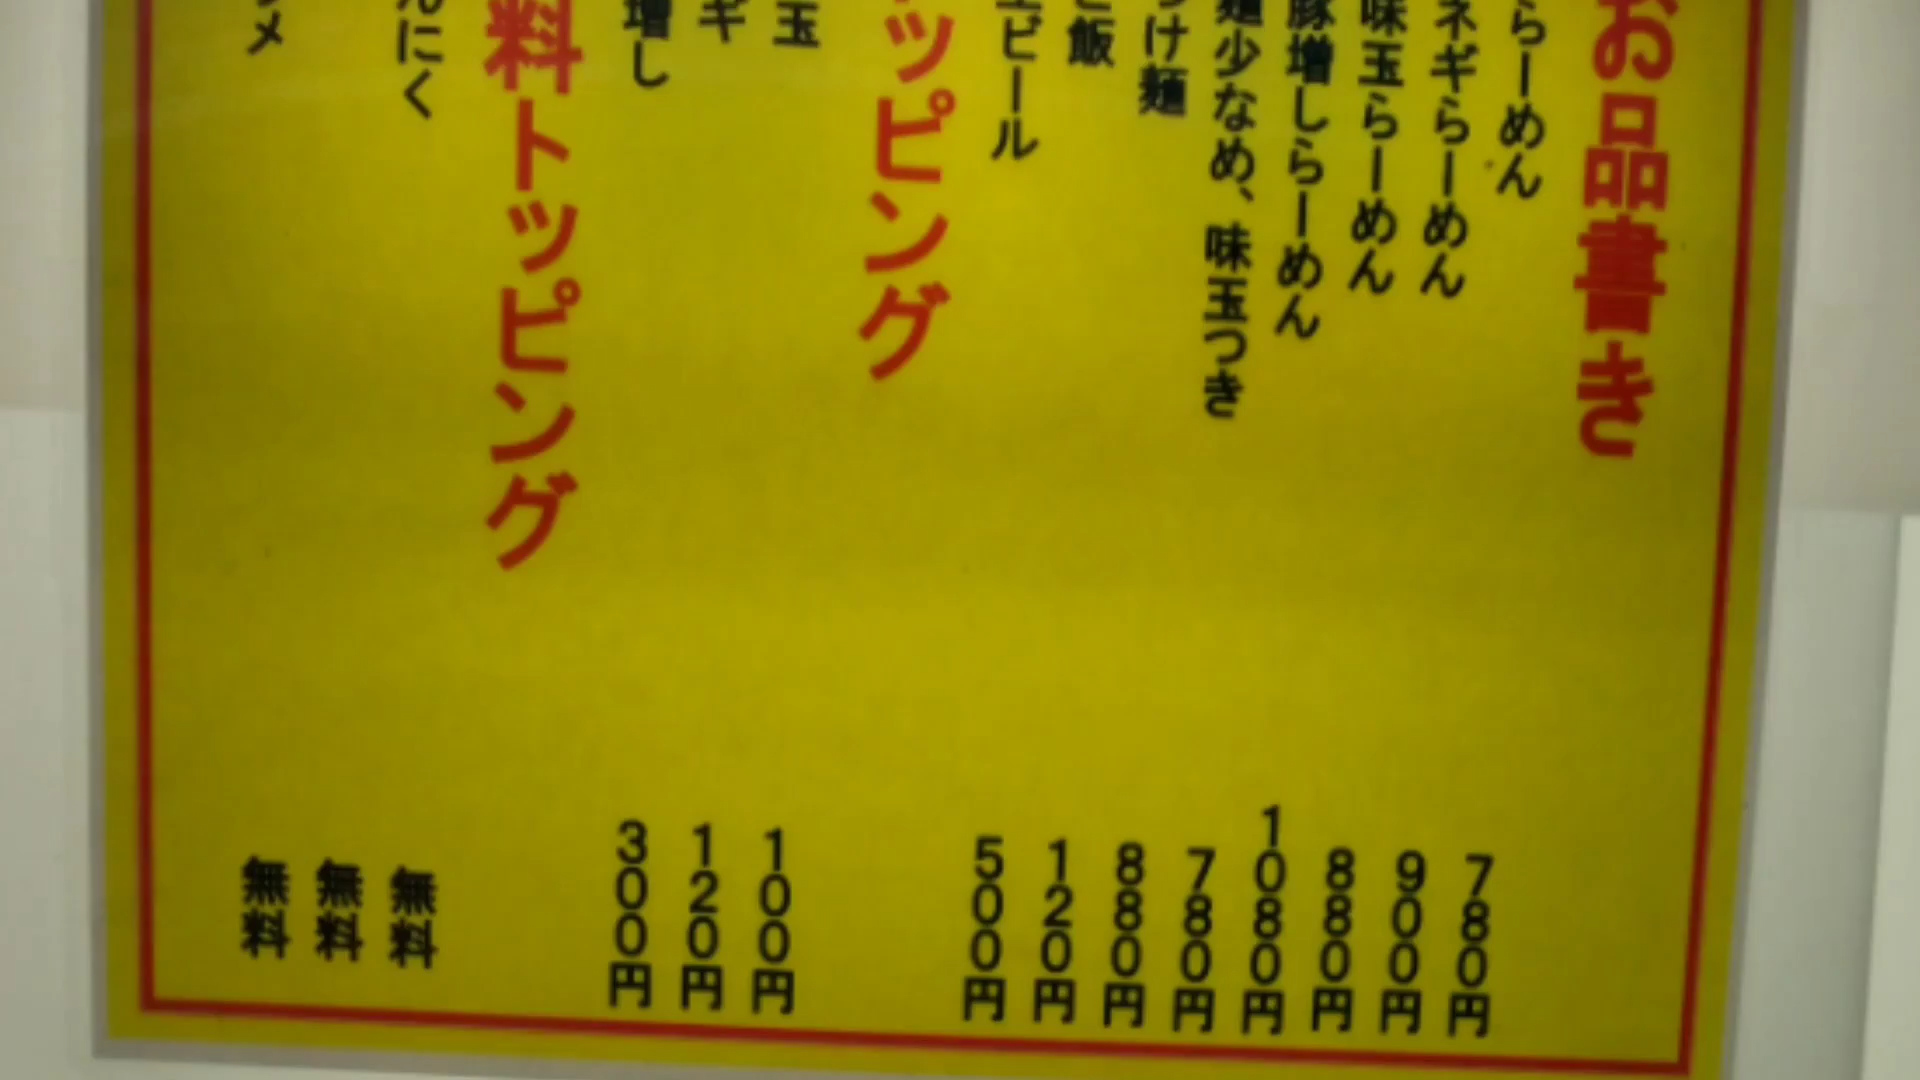 お品書き
らーめん 780円
ネギらーめん 900円
味玉らーめん 880円
豚増しらーめん 1080円
麺少なめ、味玉つき 780円
け麺 880円
ご飯 120円
ビール 500円
ッピング
玉 100円
ギ 120円
増し 300円
料トッピング
んにく 無料
無料
メ 無料